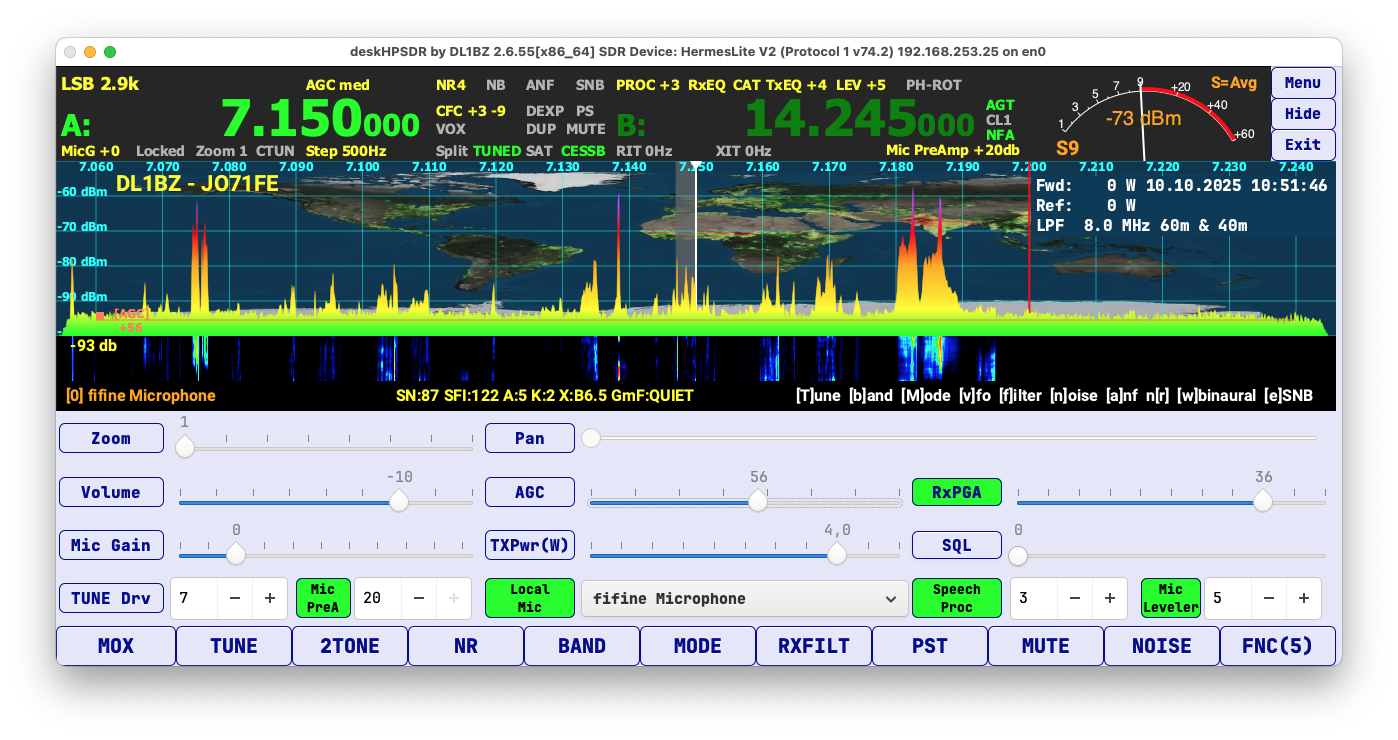 deskHPSDR by DL1BZ 2.6.55[x86_64] SDR Device: HermesLite V2 (Protocol 1 v74.2) 192.168.253.25 on en0
LSB 2.9k AGC med NR4 NB ANF SNB PROC +3 RxEQ CAT TxEQ +4 LEV +5 PH-ROT
A: 7.150000 CFC +3 -9 DEXP PS B: 14.245000 AGT
VOX DUP MUTE CL1
NFA
MicG +0 Locked Zoom 1 CTUN Step 500Hz Split TUNED SAT CESSB RIT 0Hz XIT 0Hz Mic PreAmp +20db
1 3 5 7 9 +20 +40 +60
S=Avg
-73 dBm
S9
Menu
Hide
Exit
7.060 7.070 7.080 7.090 7.100 7.110 7.120 7.130 7.140 7.150 7.160 7.170 7.180 7.190 7.200 7.210 7.220 7.230 7.240
DL1BZ - JO71FE
-60 dBm
-70 dBm
-80 dBm
-90 dBm
[AGC]
+56
-93 db
Fwd: 0 W 10.10.2025 10:51:46
Ref: 0 W
LPF 8.0 MHz 60m & 40m
[0] fifine Microphone SN:87 SFI:122 A:5 K:2 X:B6.5 GmF:QUIET [T]une [b]and [M]ode [v]fo [f]ilter [n]oise [a]nf n[r] [w]binaural [e]SNB
Zoom 1 Pan
Volume -10 AGC 56 RxPGA 36
Mic Gain 0 TXPwr(W) 4,0 SQL 0
TUNE Drv 7 − + Mic PreA 20 − + Local Mic fifine Microphone Speech Proc 3 − + Mic Leveler 5 − +
MOX TUNE 2TONE NR BAND MODE RXFILT PST MUTE NOISE FNC(5)